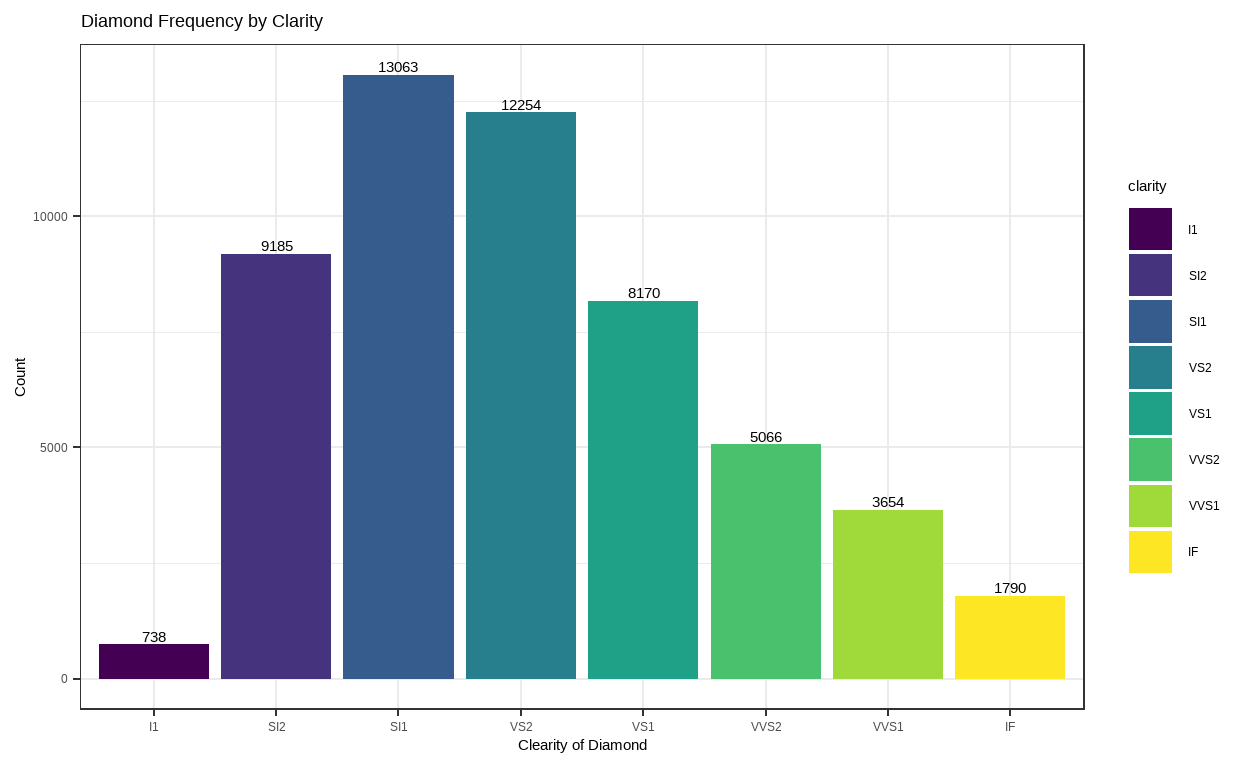 Diamond Frequency by Clarity
13063
12254
9185
8170
5066
3654
1790
738
10000
5000
0
Count
I1 SI2 SI1 VS2 VS1 VVS2 VVS1 IF
Clearity of Diamond
clarity
I1
SI2
SI1
VS2
VS1
VVS2
VVS1
IF